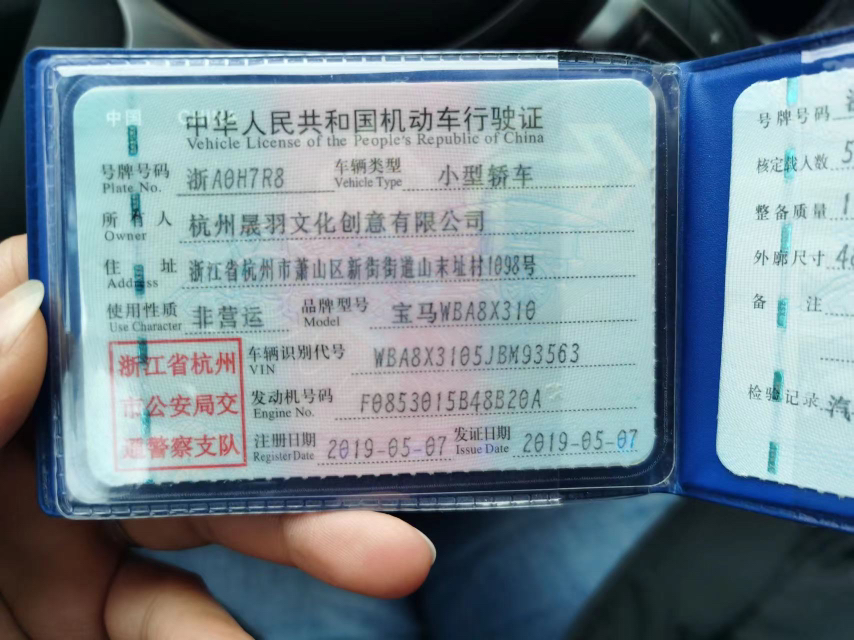 中国 CHINA
中华人民共和国机动车行驶证
Vehicle License of the People's Republic of China
号牌号码 浙A0H7R8 车辆类型 小型轿车
Plate No. Vehicle Type
所有人 杭州晟羽文化创意有限公司
Owner
住址 浙江省杭州市萧山区新街街道山末址村1098号
Address
使用性质 非营运 品牌型号 宝马WBA8X310
Use Character Model
浙江省杭州
市公安局交
通警察支队
车辆识别代号 WBA8X3105JBM93563
VIN
发动机号码 F0853015B48B20A
Engine No.
注册日期 2019-05-07 发证日期 2019-05-07
Register Date Issue Date
号牌号码
核定载人数 5
整备质量 1
外廓尺寸
备注
检验记录